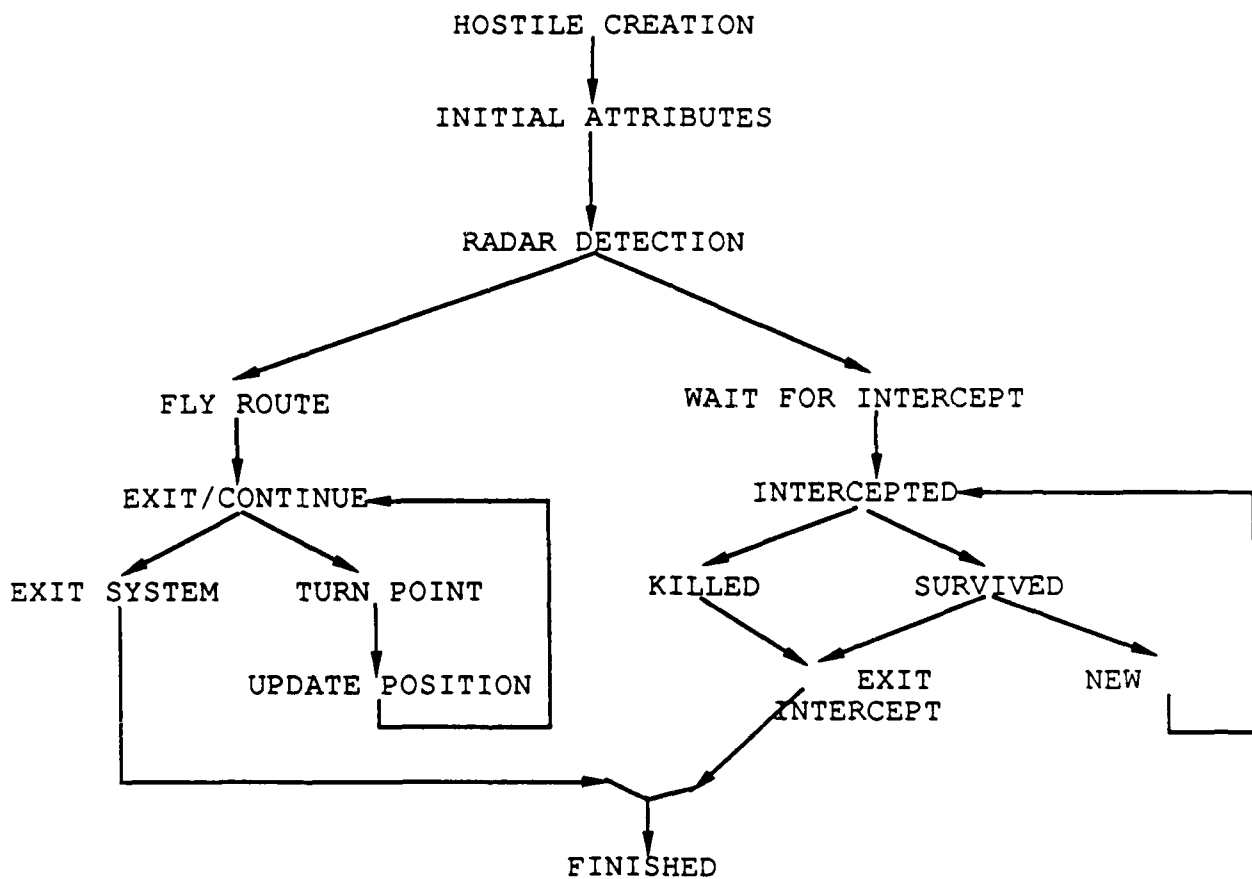 HOSTILE CREATION
INITIAL ATTRIBUTES
RADAR DETECTION
FLY ROUTE
WAIT FOR INTERCEPT
EXIT/CONTINUE
INTERCEPTED
EXIT SYSTEM
TURN POINT
KILLED
SURVIVED
UPDATE POSITION
EXIT
INTERCEPT
NEW
FINISHED